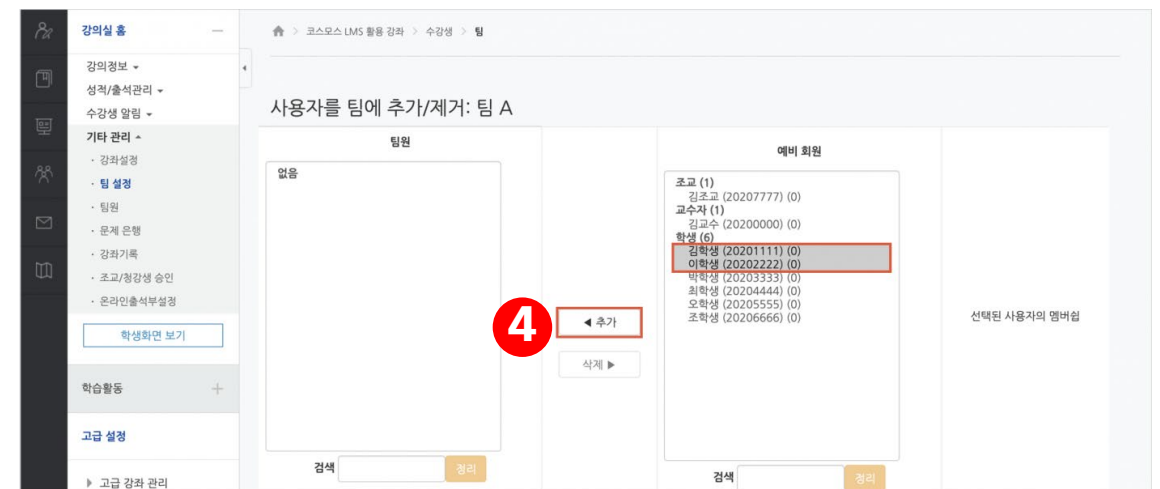 강의실 홈
코스모스 LMS 활용 강좌 > 수강생 > 팀
강의정보
성적/출석관리
수강생 알림
기타 관리
· 강좌설정
· 팀 설정
· 팀원
· 문제 은행
· 강좌기록
· 조교/청강생 승인
· 온라인출석부설정
학생화면 보기
학습활동
고급 설정
고급 강좌 관리
사용자를 팀에 추가/제거: 팀 A
팀원
없음
검색
정리
4
◀ 추가
삭제 ▶
예비 회원
조교 (1)
김조교 (20207777) (0)
교수자 (1)
김교수 (20200000) (0)
학생 (6)
김학생 (20201111) (0)
이학생 (20202222) (0)
박학생 (20203333) (0)
최학생 (20204444) (0)
오학생 (20205555) (0)
조학생 (20206666) (0)
검색
정리
선택된 사용자의 멤버쉽